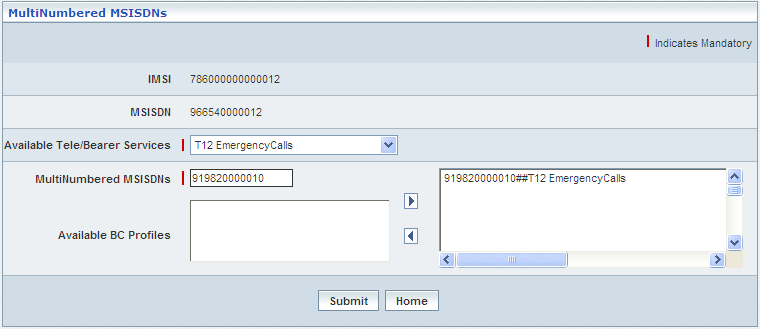 MultiNumbered MSISDNs
Indicates Mandatory
IMSI 786000000000012
MSISDN 966540000012
Available Tele/Bearer Services T12 EmergencyCalls
MultiNumbered MSISDNs 919820000010 919820000010##T12 EmergencyCalls
Available BC Profiles
Submit Home